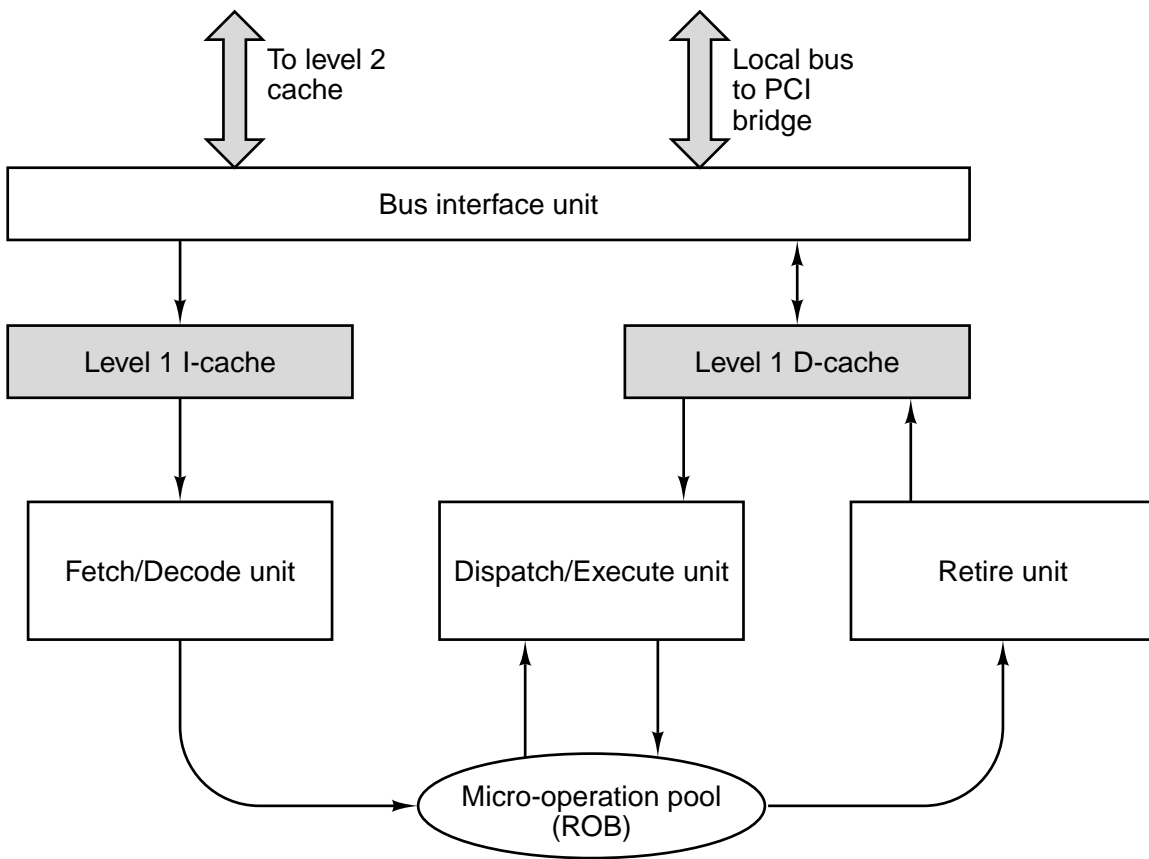 To level 2
cache
Local bus
to PCI
bridge
Bus interface unit
Level 1 I-cache
Level 1 D-cache
Fetch/Decode unit
Dispatch/Execute unit
Retire unit
Micro-operation pool
(ROB)